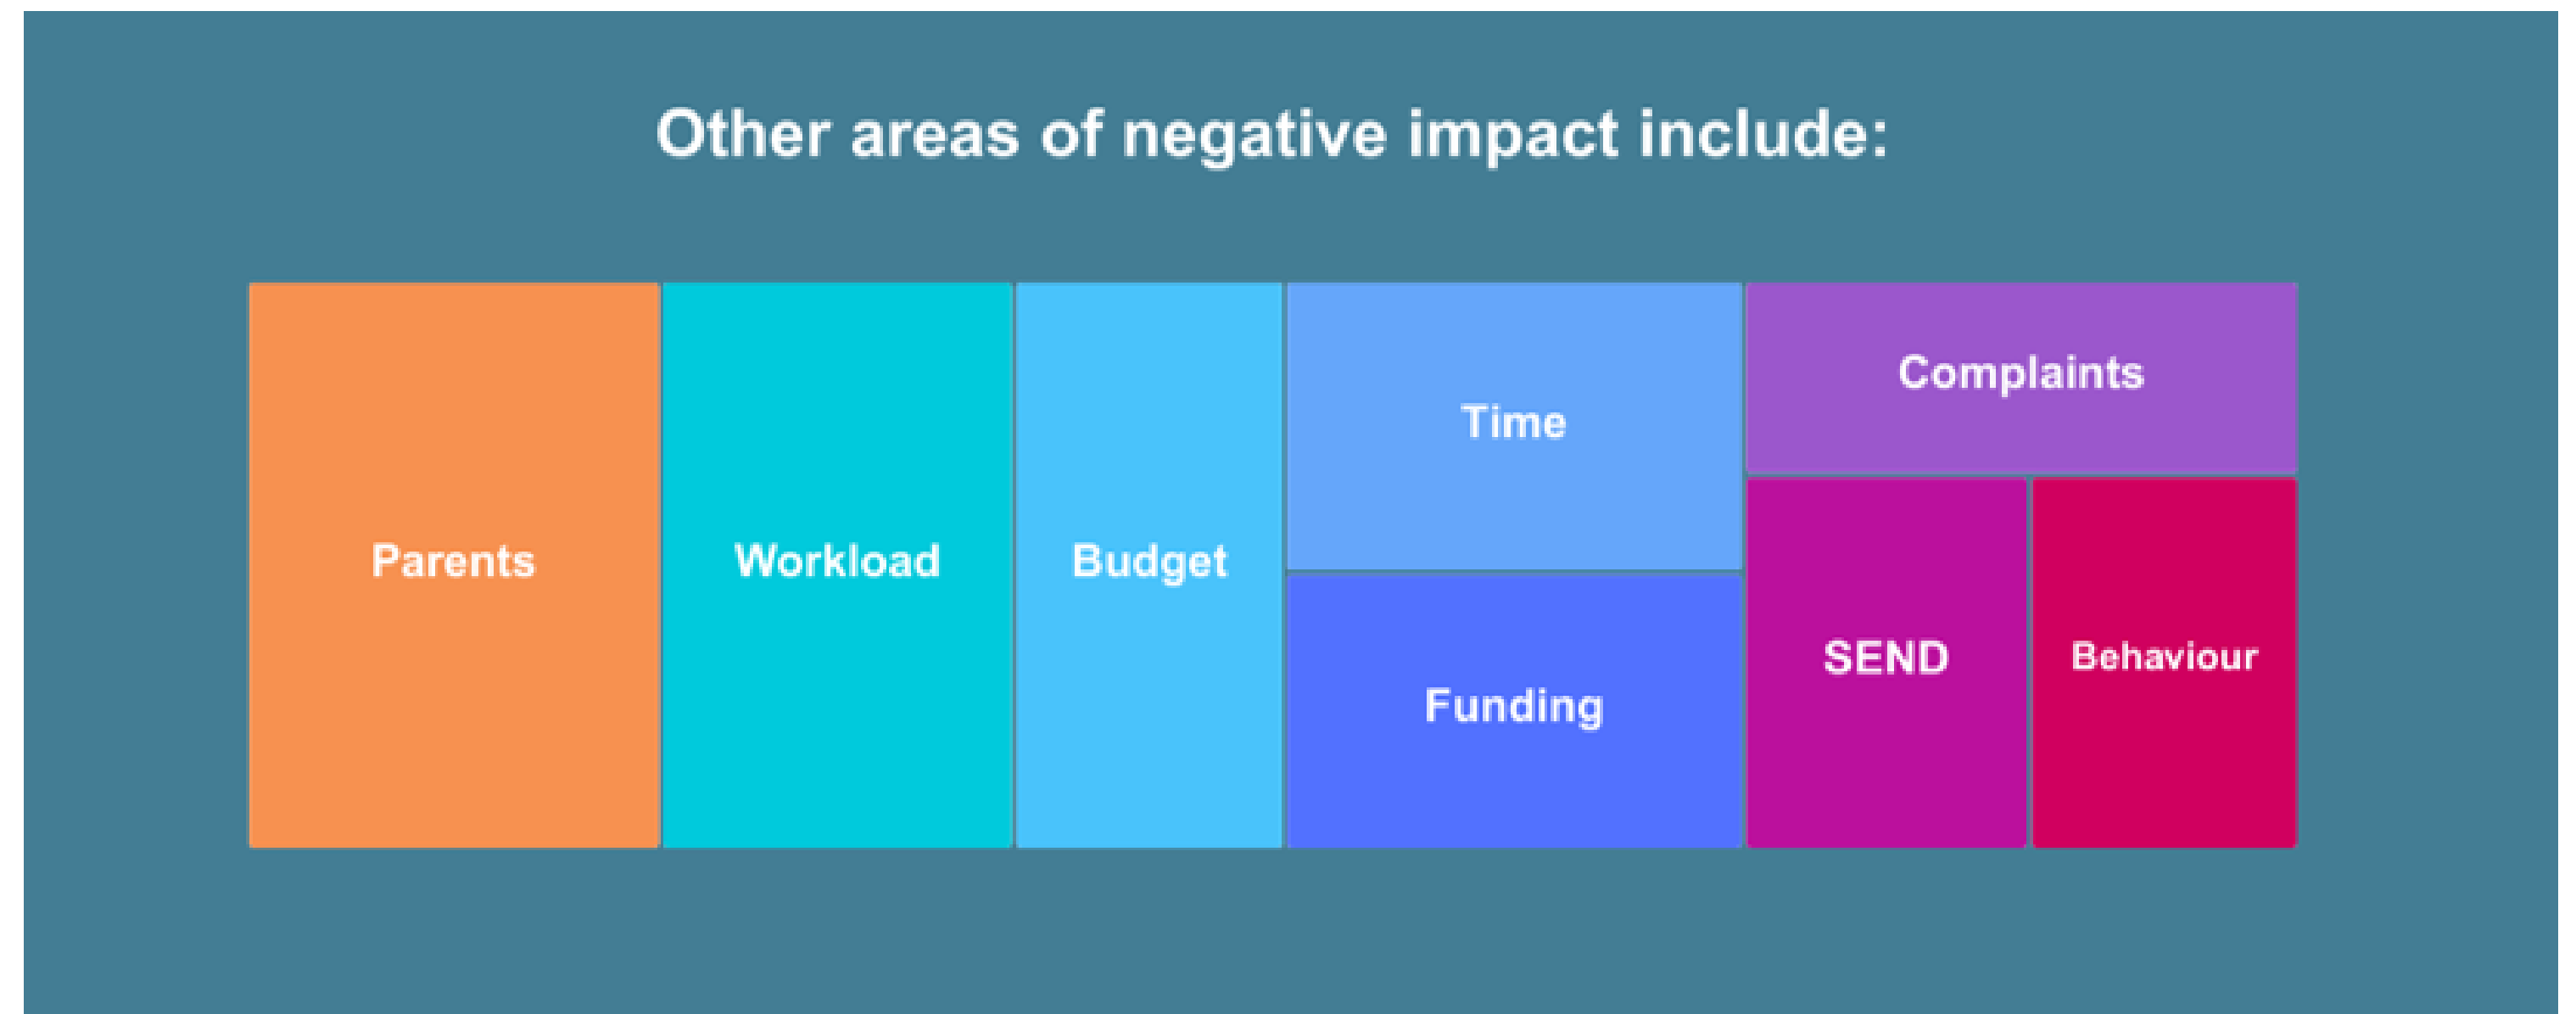 Other areas of negative impact include:
Parents
Workload
Budget
Time
Funding
Complaints
SEND
Behaviour